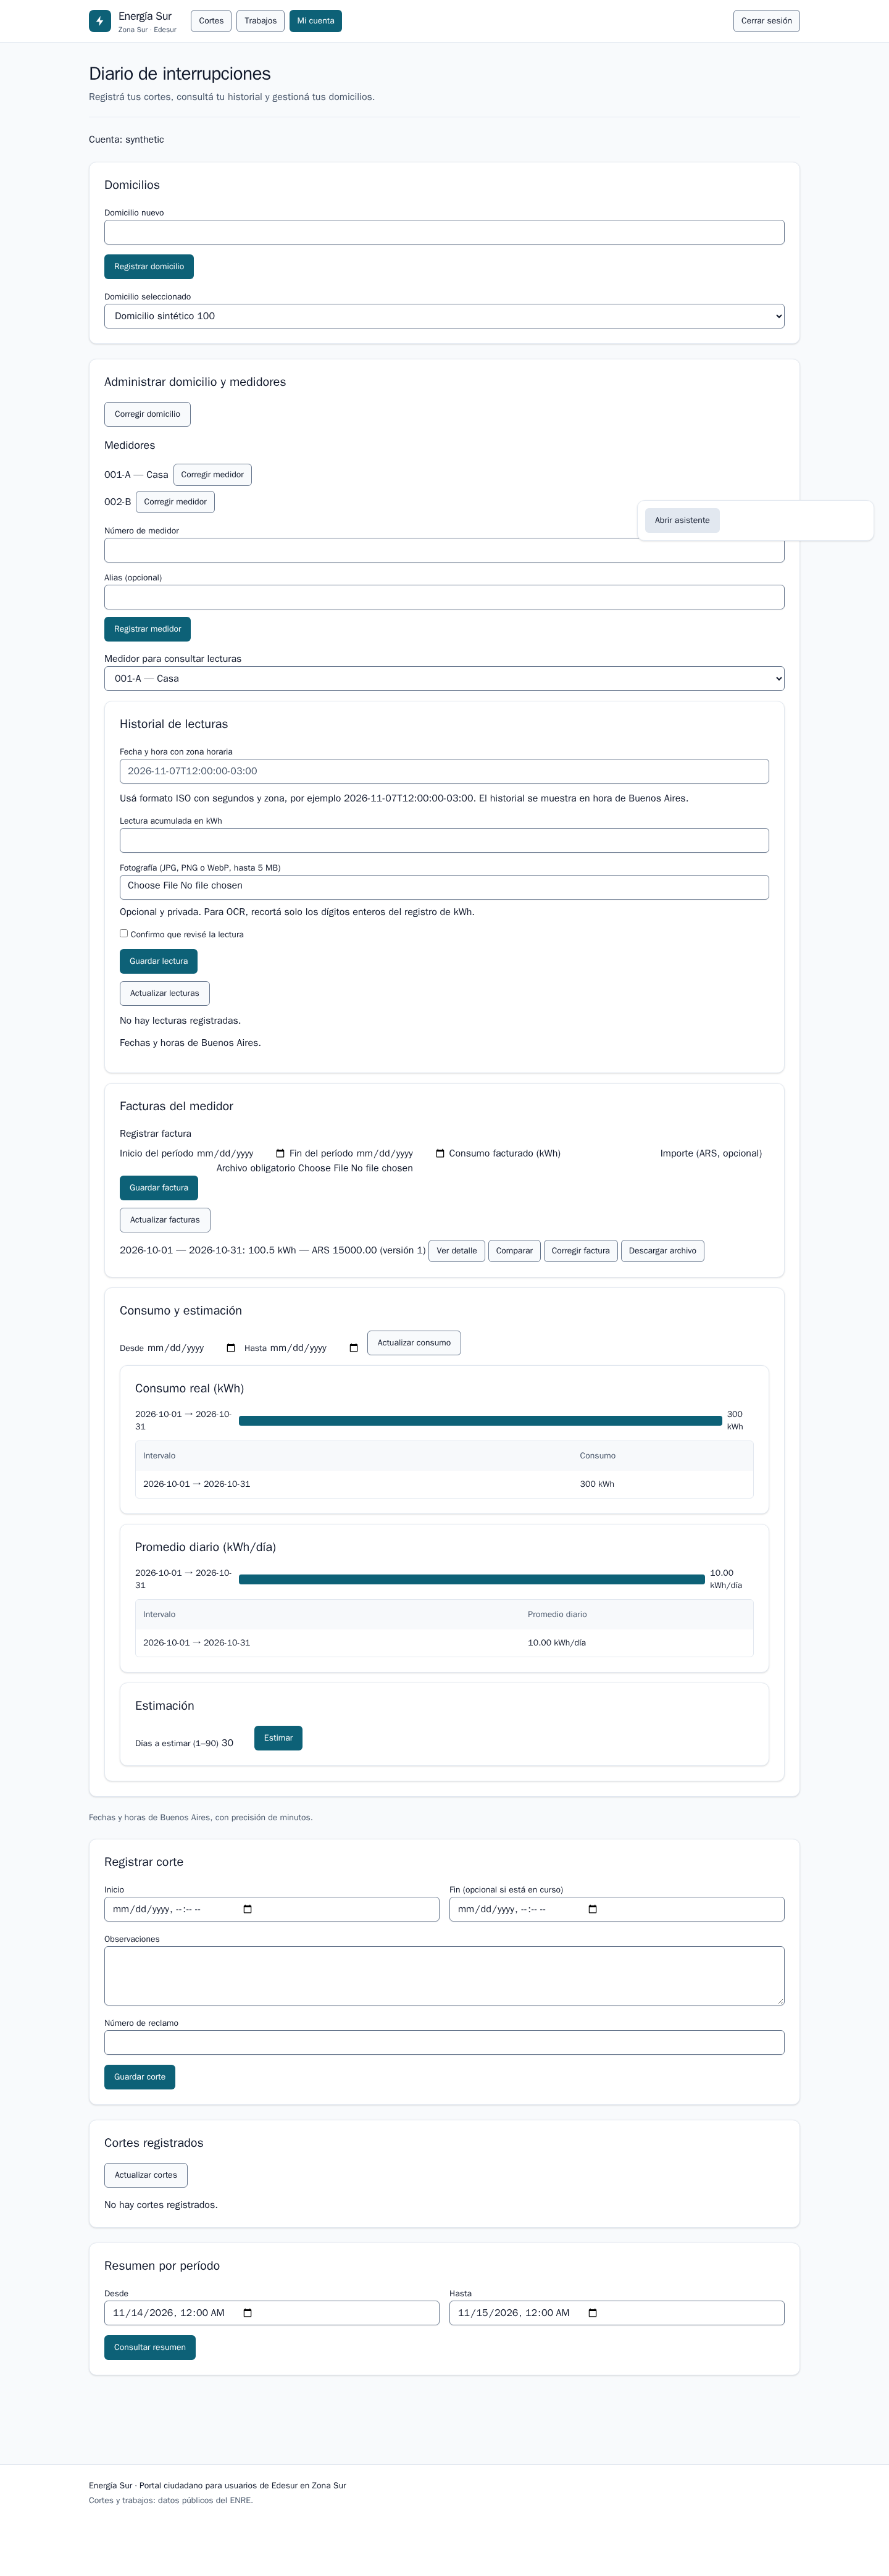 Energía Sur
Zona Sur · Edesur
Cortes
Trabajos
Mi cuenta
Cerrar sesión
Diario de interrupciones
Registrá tus cortes, consultá tu historial y gestioná tus domicilios.
Cuenta: synthetic
Domicilios
Domicilio nuevo
Registrar domicilio
Domicilio seleccionado
Domicilio sintético 100
Administrar domicilio y medidores
Corregir domicilio
Medidores
001-A — Casa Corregir medidor
002-B Corregir medidor
Abrir asistente
Número de medidor
Alias (opcional)
Registrar medidor
Medidor para consultar lecturas
001-A — Casa
Historial de lecturas
Fecha y hora con zona horaria
2026-11-07T12:00:00-03:00
Usá formato ISO con segundos y zona, por ejemplo 2026-11-07T12:00:00-03:00. El historial se muestra en hora de Buenos Aires.
Lectura acumulada en kWh
Fotografía (JPG, PNG o WebP, hasta 5 MB)
Choose File No file chosen
Opcional y privada. Para OCR, recortá solo los dígitos enteros del registro de kWh.
Confirmo que revisé la lectura
Guardar lectura
Actualizar lecturas
No hay lecturas registradas.
Fechas y horas de Buenos Aires.
Facturas del medidor
Registrar factura
Inicio del período mm/dd/yyyy Fin del período mm/dd/yyyy Consumo facturado (kWh) Importe (ARS, opcional)
Archivo obligatorio Choose File No file chosen
Guardar factura
Actualizar facturas
2026-10-01 — 2026-10-31: 100.5 kWh — ARS 15000.00 (versión 1) Ver detalle Comparar Corregir factura Descargar archivo
Consumo y estimación
Desde mm/dd/yyyy Hasta mm/dd/yyyy Actualizar consumo
Consumo real (kWh)
2026-10-01 → 2026-10-
31
300
kWh
Intervalo Consumo
2026-10-01 → 2026-10-31 300 kWh
Promedio diario (kWh/día)
2026-10-01 → 2026-10-
31
10.00
kWh/día
Intervalo Promedio diario
2026-10-01 → 2026-10-31 10.00 kWh/día
Estimación
Días a estimar (1–90) 30 Estimar
Fechas y horas de Buenos Aires, con precisión de minutos.
Registrar corte
Inicio Fin (opcional si está en curso)
mm/dd/yyyy, --:-- -- mm/dd/yyyy, --:-- --
Observaciones
Número de reclamo
Guardar corte
Cortes registrados
Actualizar cortes
No hay cortes registrados.
Resumen por período
Desde Hasta
11/14/2026, 12:00 AM 11/15/2026, 12:00 AM
Consultar resumen
Energía Sur · Portal ciudadano para usuarios de Edesur en Zona Sur
Cortes y trabajos: datos públicos del ENRE.